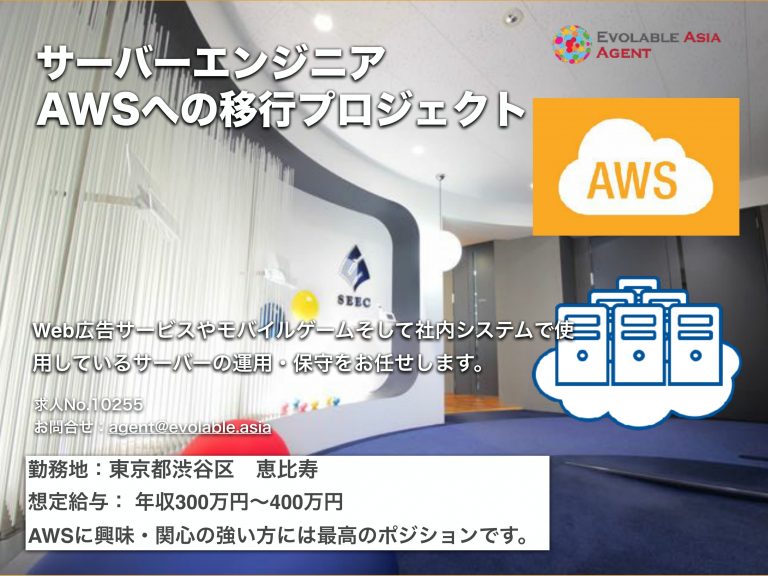 サーバーエンジニア
AWSへの移行プロジェクト
EVOLABLE ASIA
AGENT
AWS
SEEC
Web広告サービスやモバイルゲームそして社内システムで使
用しているサーバーの運用・保守をお任せします。
求人No.10255
お問合せ：agent@evolable.asia
勤務地：東京都渋谷区　恵比寿
想定給与： 年収300万円〜400万円
AWSに興味・関心の強い方には最高のポジションです。